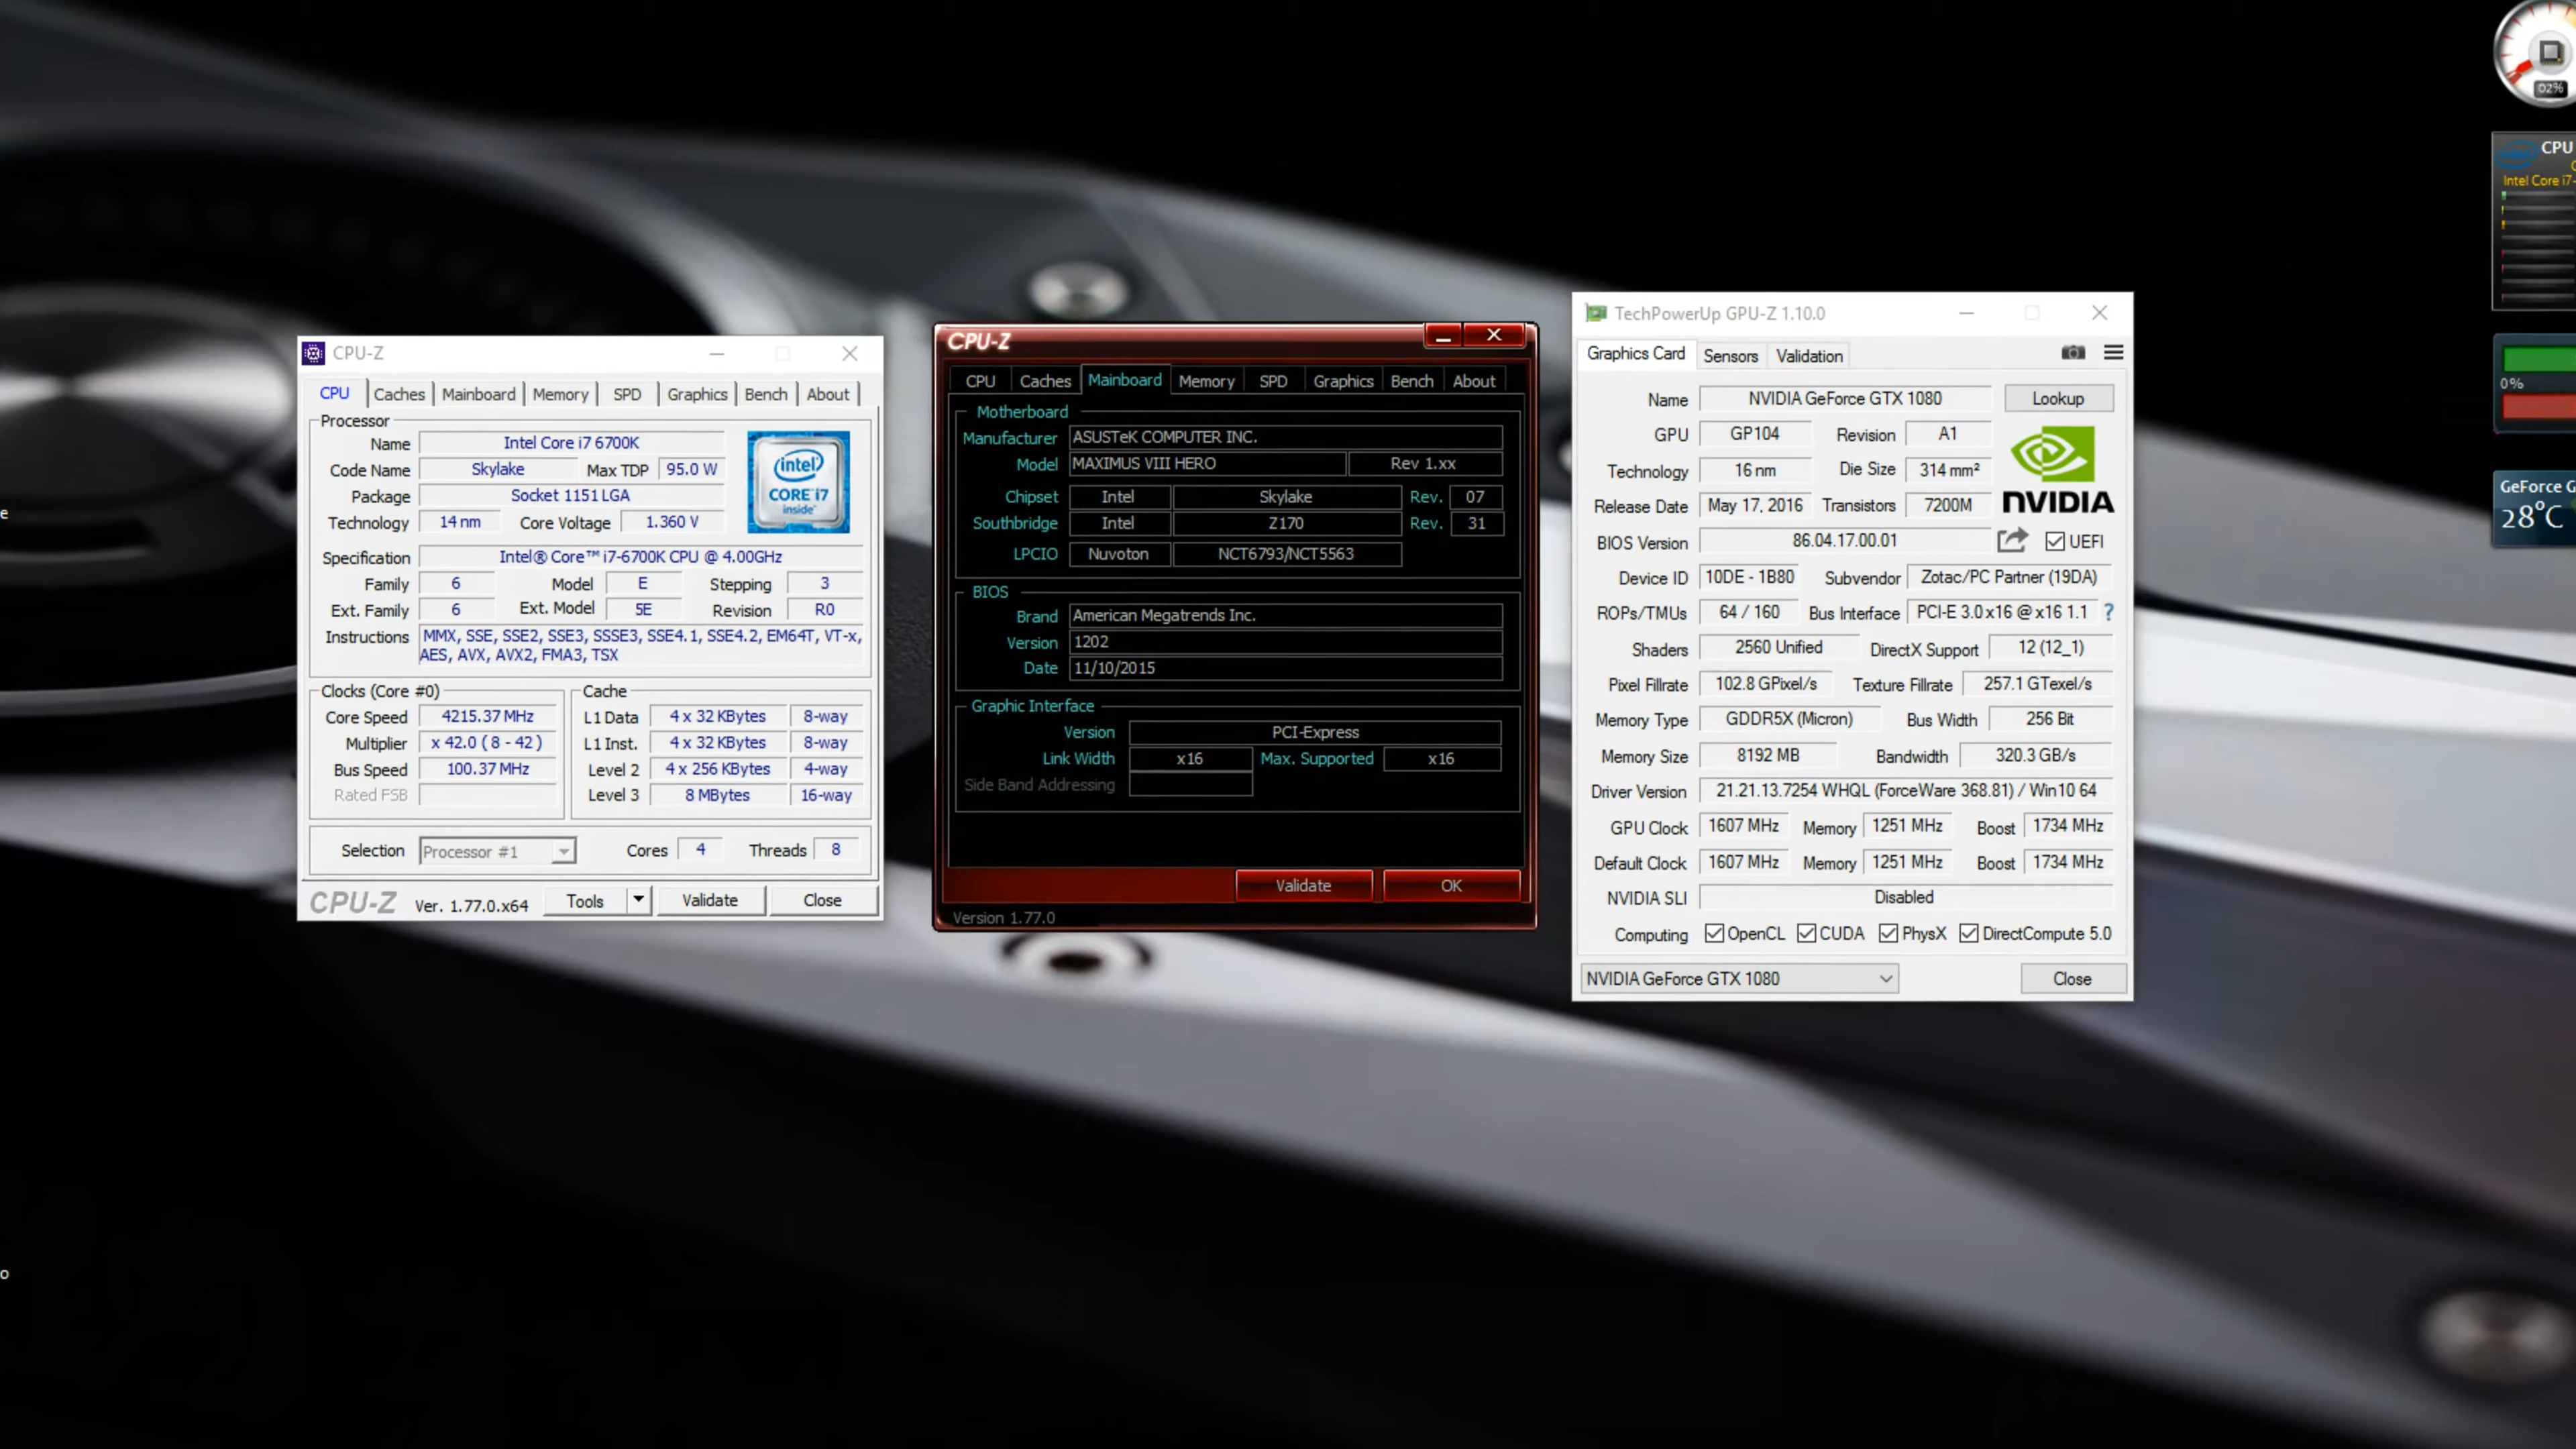 CPU-Z
CPU Caches Mainboard Memory SPD Graphics Bench About
Processor
Name Intel Core i7 6700K
Code Name Skylake Max TDP 95.0 W
Package Socket 1151 LGA
Technology 14 nm Core Voltage 1.360 V
intel CORE i7 inside
Specification Intel® Core™ i7-6700K CPU @ 4.00GHz
Family 6 Model E Stepping 3
Ext. Family 6 Ext. Model 5E Revision R0
Instructions MMX, SSE, SSE2, SSE3, SSSE3, SSE4.1, SSE4.2, EM64T, VT-x,
AES, AVX, AVX2, FMA3, TSX
Clocks (Core #0)
Core Speed 4215.37 MHz
Multiplier x 42.0 ( 8 - 42 )
Bus Speed 100.37 MHz
Rated FSB
Cache
L1 Data 4 x 32 KBytes 8-way
L1 Inst. 4 x 32 KBytes 8-way
Level 2 4 x 256 KBytes 4-way
Level 3 8 MBytes 16-way
Selection Processor #1 Cores 4 Threads 8
CPU-Z Ver. 1.77.0.x64 Tools Validate Close
CPU-Z
CPU Caches Mainboard Memory SPD Graphics Bench About
Motherboard
Manufacturer ASUSTeK COMPUTER INC.
Model MAXIMUS VIII HERO Rev 1.xx
Chipset Intel Skylake Rev. 07
Southbridge Intel Z170 Rev. 31
LPCIO Nuvoton NCT6793/NCT5563
BIOS
Brand American Megatrends Inc.
Version 1202
Date 11/10/2015
Graphic Interface
Version PCI-Express
Link Width x16 Max. Supported x16
Side Band Addressing
Validate OK
Version 1.77.0
TechPowerUp GPU-Z 1.10.0
Graphics Card Sensors Validation
Name NVIDIA GeForce GTX 1080 Lookup
GPU GP104 Revision A1
Technology 16 nm Die Size 314 mm²
Release Date May 17, 2016 Transistors 7200M
NVIDIA
BIOS Version 86.04.17.00.01 UEFI
Device ID 10DE - 1B80 Subvendor Zotac/PC Partner (19DA)
ROPs/TMUs 64 / 160 Bus Interface PCI-E 3.0 x16 @ x16 1.1 ?
Shaders 2560 Unified DirectX Support 12 (12_1)
Pixel Fillrate 102.8 GPixel/s Texture Fillrate 257.1 GTexel/s
Memory Type GDDR5X (Micron) Bus Width 256 Bit
Memory Size 8192 MB Bandwidth 320.3 GB/s
Driver Version 21.21.13.7254 WHQL (ForceWare 368.81) / Win10 64
GPU Clock 1607 MHz Memory 1251 MHz Boost 1734 MHz
Default Clock 1607 MHz Memory 1251 MHz Boost 1734 MHz
NVIDIA SLI Disabled
Computing OpenCL CUDA PhysX DirectCompute 5.0
NVIDIA GeForce GTX 1080 Close
02%
CPU
Intel Core i7-
0%
GeForce G
28°C
e
o